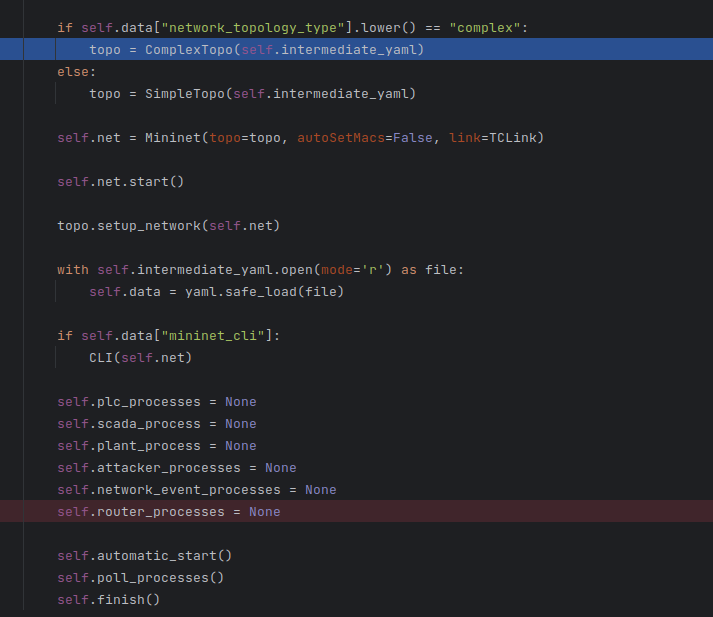 if self.data["network_topology_type"].lower() == "complex":
topo = ComplexTopo(self.intermediate_yaml)
else:
topo = SimpleTopo(self.intermediate_yaml)
self.net = Mininet(topo=topo, autoSetMacs=False, link=TCLink)
self.net.start()
topo.setup_network(self.net)
with self.intermediate_yaml.open(mode='r') as file:
self.data = yaml.safe_load(file)
if self.data["mininet_cli"]:
CLI(self.net)
self.plc_processes = None
self.scada_process = None
self.plant_process = None
self.attacker_processes = None
self.network_event_processes = None
self.router_processes = None
self.automatic_start()
self.poll_processes()
self.finish()